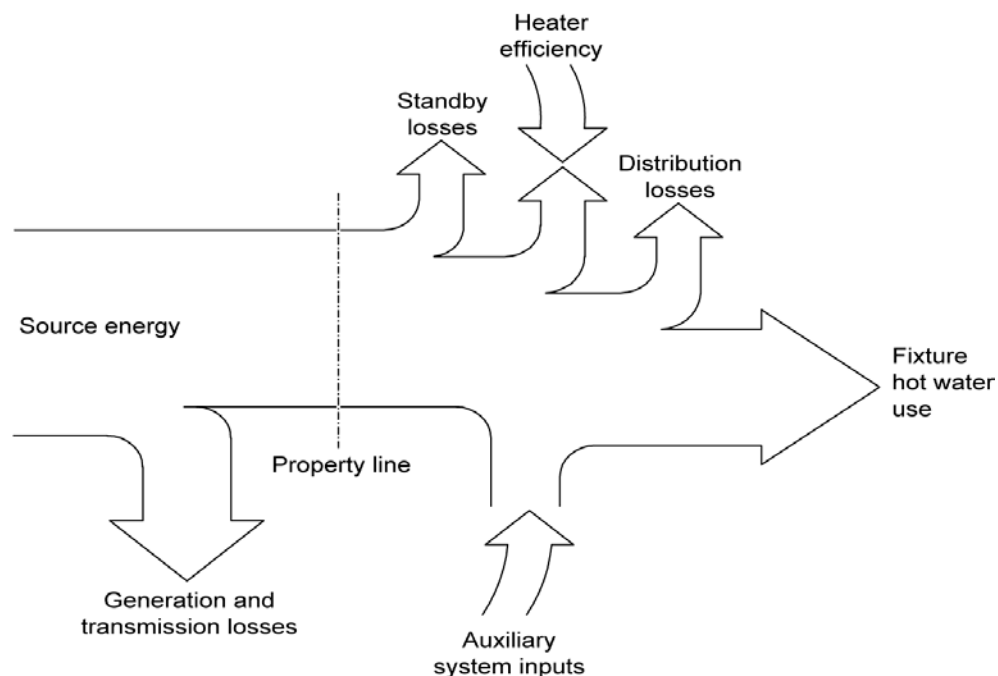 Heater
efficiency
Standby
losses
Distribution
losses
Source energy
Fixture
hot water
use
Property line
Generation and
transmission losses
Auxiliary
system inputs